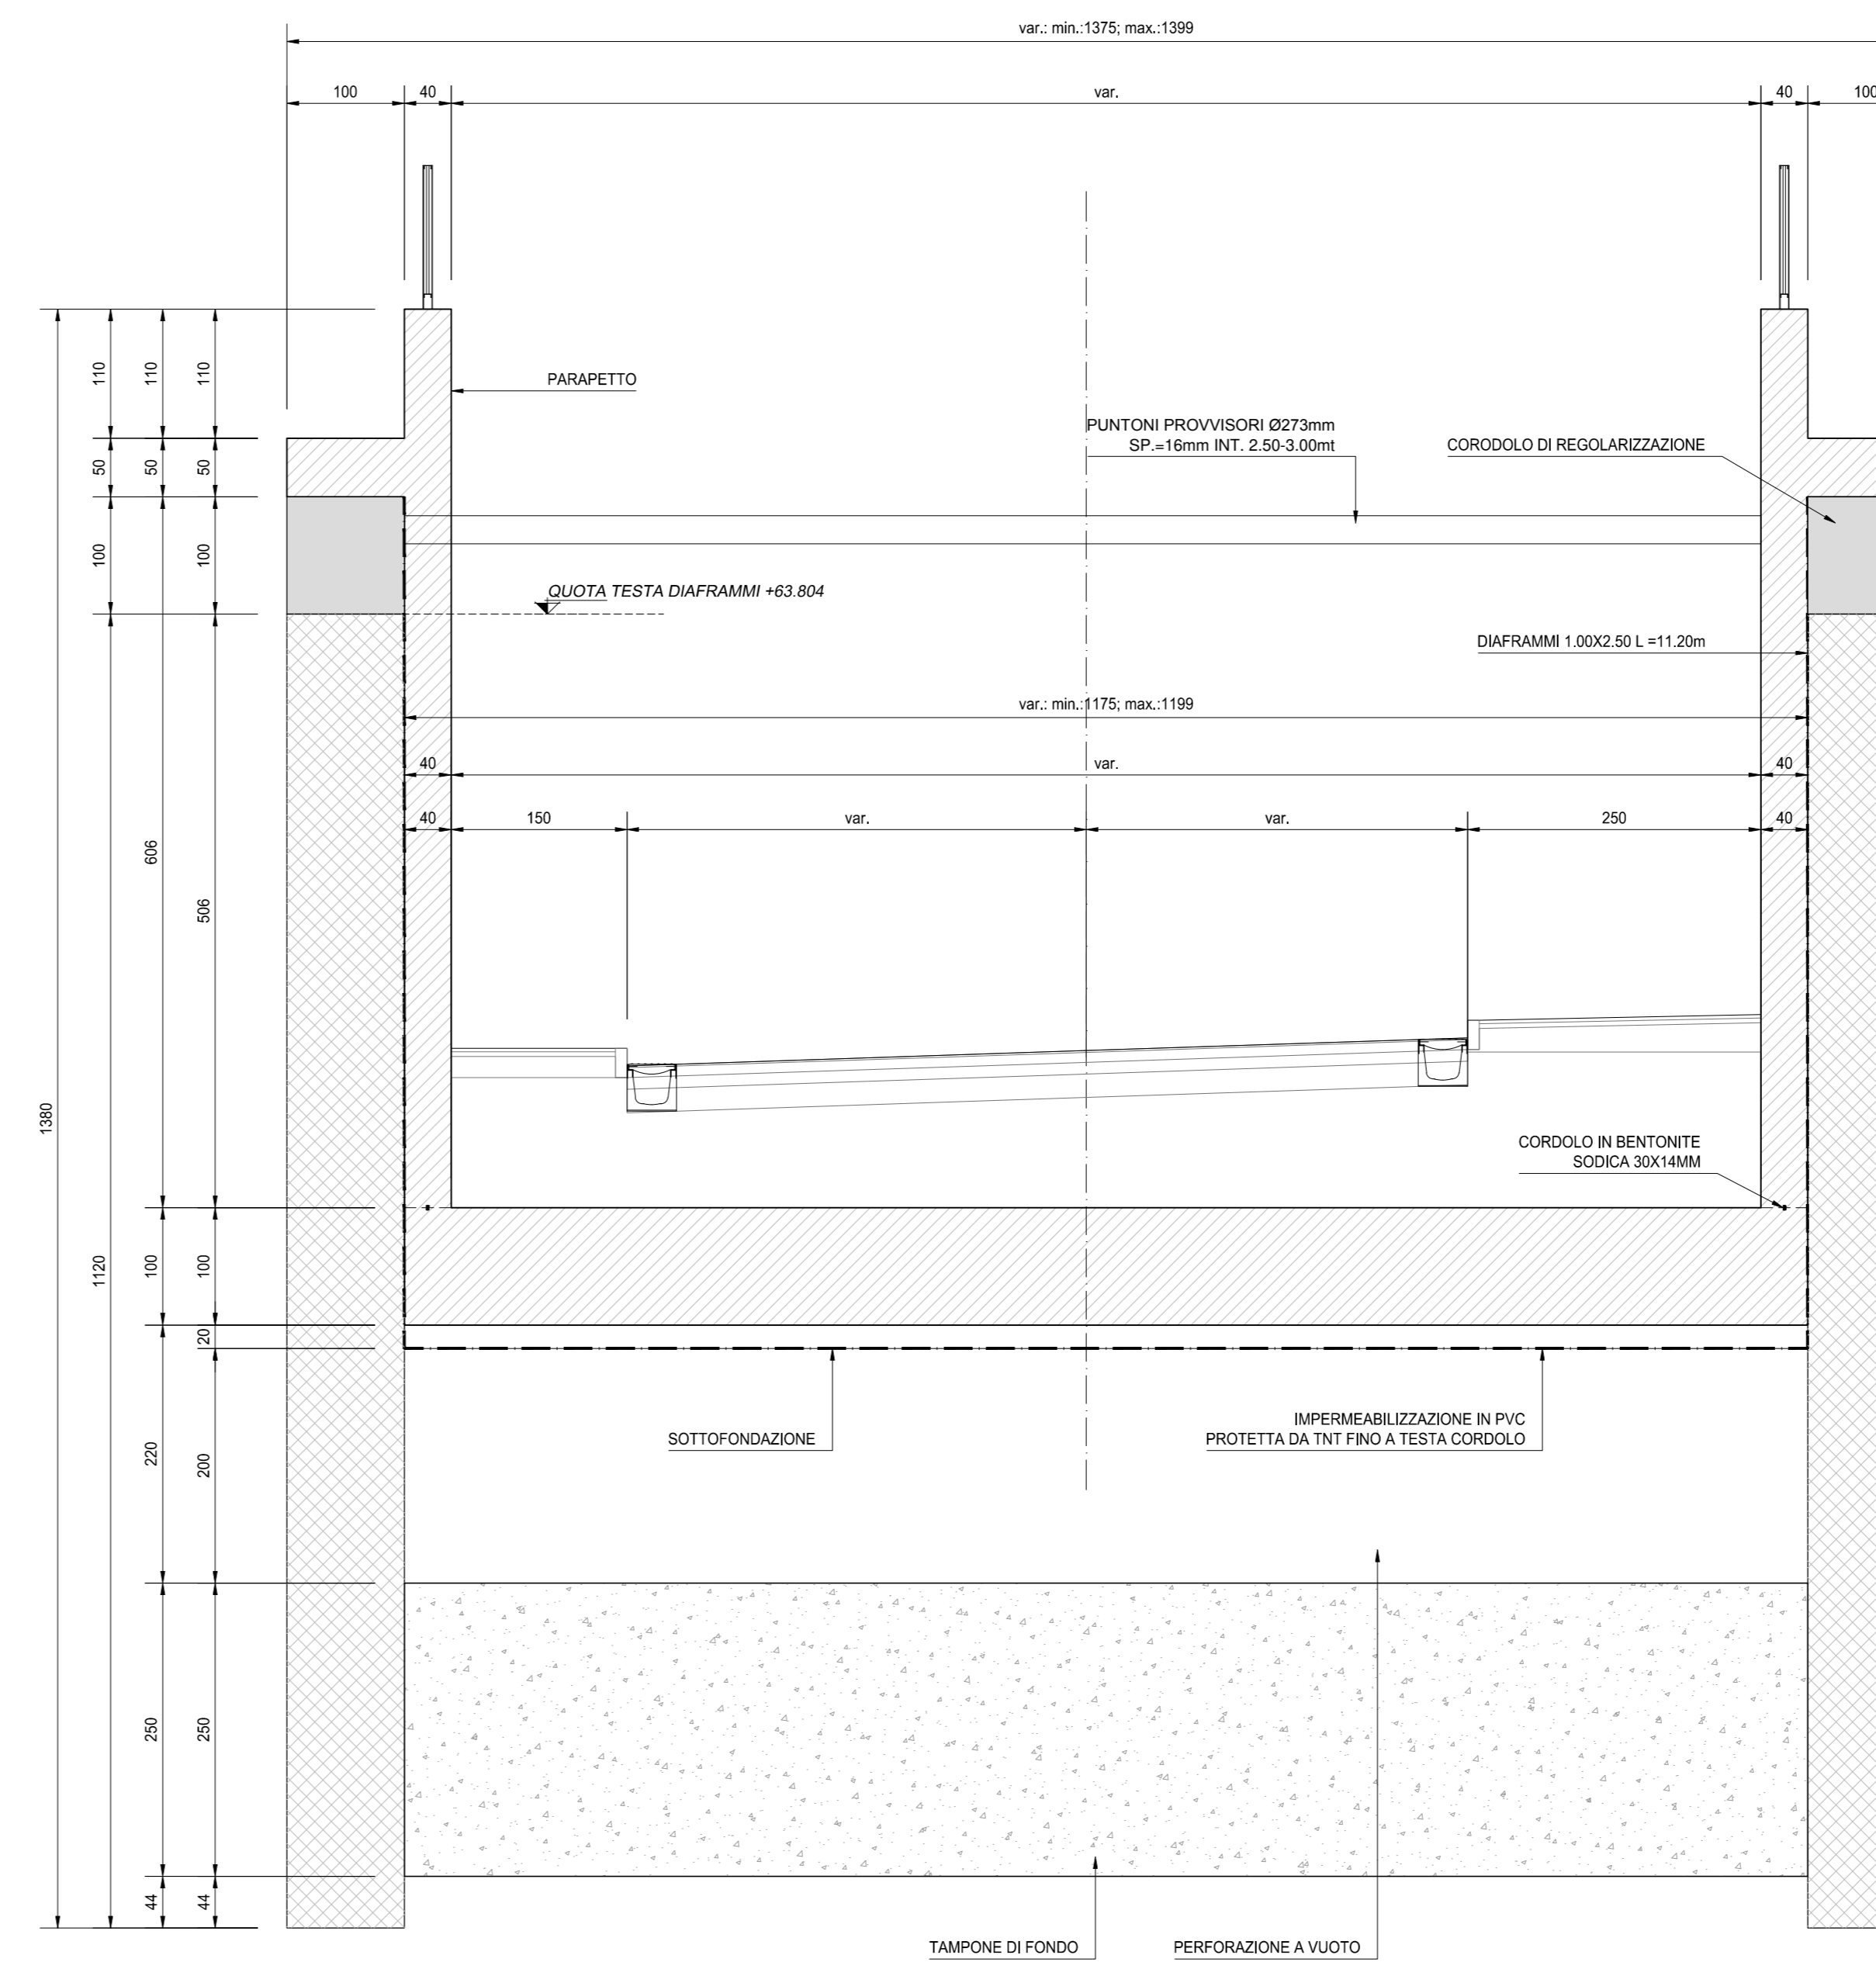 var.: min.:1375; max.:1399
100 40 var. 40 100
110 110 110
PARAPETTO
PUNTONI PROVVISORI Ø273mm
SP.=16mm INT. 2.50-3.00mt
CORODOLO DI REGOLARIZZAZIONE
50 50 50
100 100
QUOTA TESTA DIAFRAMMI +63.804
DIAFRAMMI 1.00X2.50 L =11.20m
var.: min.:1175; max.:1199
40 var. 40
40 150 var. var. 250 40
606 506
1380
CORDOLO IN BENTONITE
SODICA 30X14MM
1120 100 100
20
IMPERMEABILIZZAZIONE IN PVC
SOTTOFONDAZIONE
PROTETTA DA TNT FINO A TESTA CORDOLO
220 200
250 250
44 44
TAMPONE DI FONDO
PERFORAZIONE A VUOTO